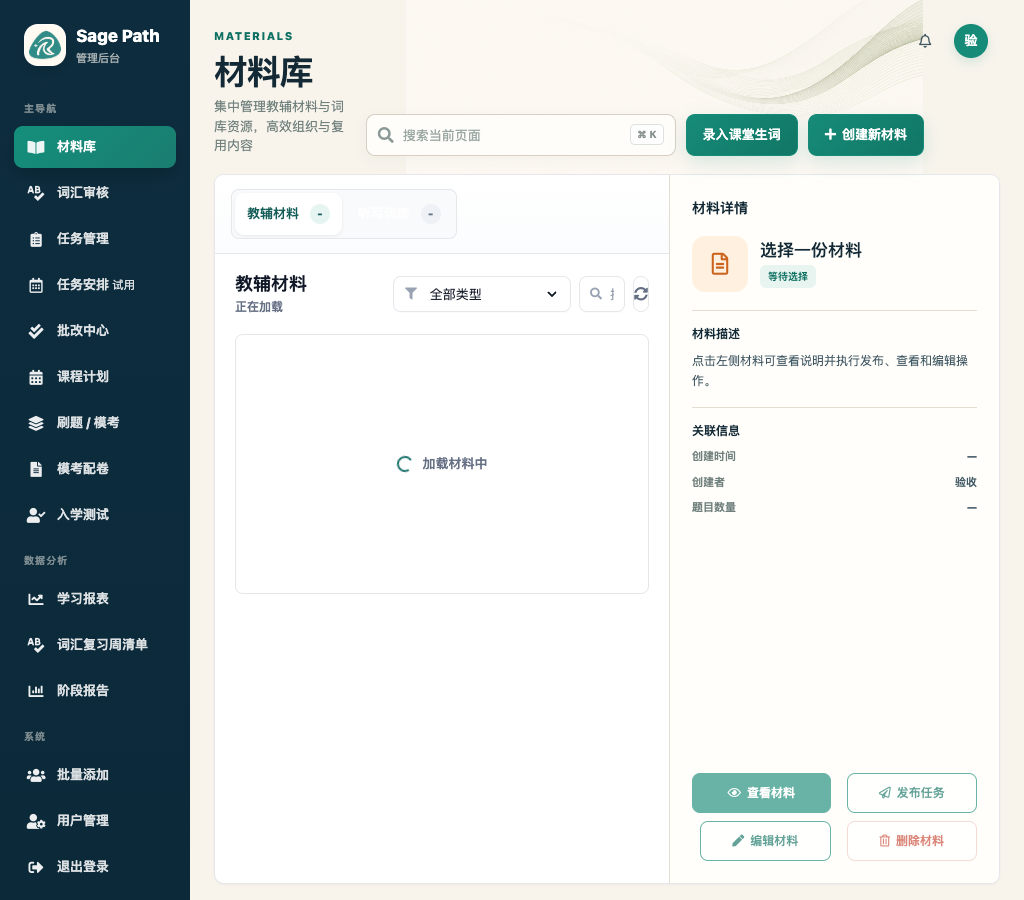 Sage Path
管理后台
主导航
材料库
词汇审核
任务管理
任务安排 试用
批改中心
课程计划
刷题 / 模考
模考配卷
入学测试
数据分析
学习报表
词汇复习周清单
阶段报告
系统
批量添加
用户管理
退出登录
MATERIALS
材料库
集中管理教辅材料与词
库资源，高效组织与复
用内容
搜索当前页面
⌘ K
录入课堂生词
创建新材料
验
教辅材料 -
-
教辅材料
正在加载
全部类型
加载材料中
材料详情
选择一份材料
等待选择
材料描述
点击左侧材料可查看说明并执行发布、查看和编辑操
作。
关联信息
创建时间 —
创建者 验收
题目数量 —
查看材料
发布任务
编辑材料
删除材料